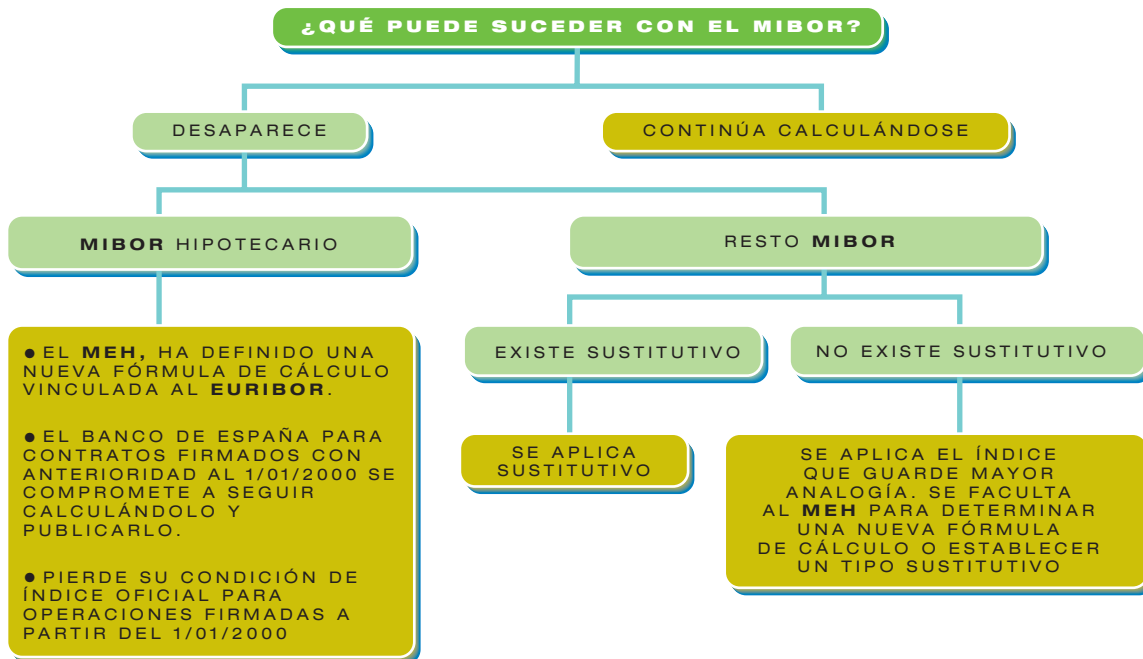 ¿QUÉ PUEDE SUCEDER CON EL MIBOR?
DESAPARECE
CONTINÚA CALCULÁNDOSE
MIBOR HIPOTECARIO
RESTO MIBOR
● EL MEH, HA DEFINIDO UNA
NUEVA FÓRMULA DE CÁLCULO
VINCULADA AL EURIBOR.
● EL BANCO DE ESPAÑA PARA
CONTRATOS FIRMADOS CON
ANTERIORIDAD AL 1/01/2000 SE
COMPROMETE A SEGUIR
CALCULÁNDOLO Y
PUBLICARLO.
● PIERDE SU CONDICIÓN DE
ÍNDICE OFICIAL PARA
OPERACIONES FIRMADAS A
PARTIR DEL 1/01/2000
EXISTE SUSTITUTIVO
NO EXISTE SUSTITUTIVO
SE APLICA
SUSTITUTIVO
SE APLICA EL ÍNDICE
QUE GUARDE MAYOR
ANALOGÍA. SE FACULTA
AL MEH PARA DETERMINAR
UNA NUEVA FÓRMULA
DE CÁLCULO O ESTABLECER
UN TIPO SUSTITUTIVO